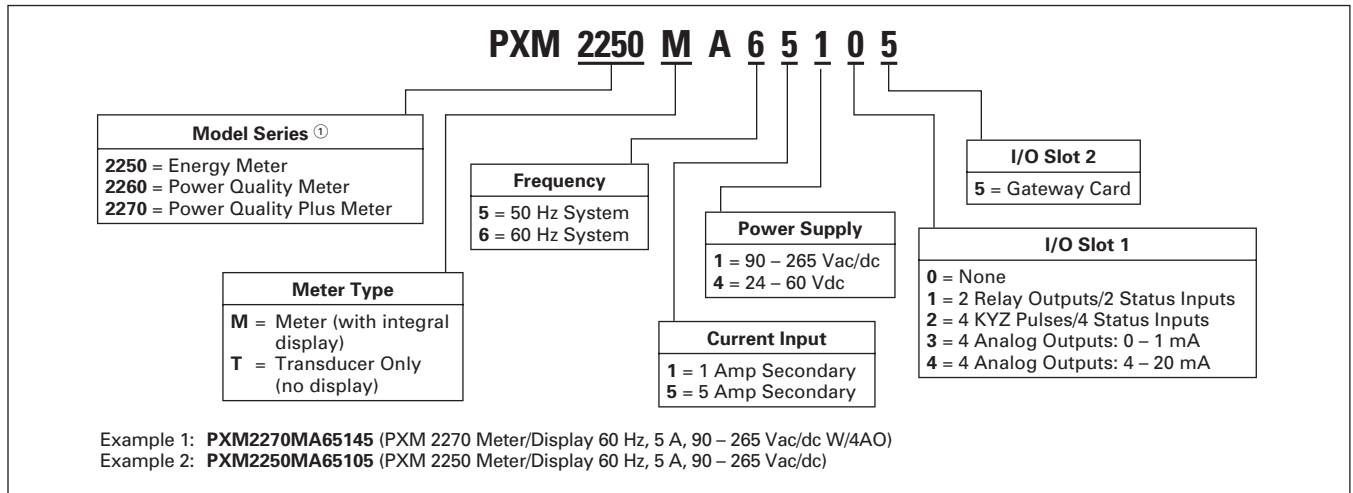 PXM 2250 M A 6 5 1 0 5
Model Series ①
2250 = Energy Meter
2260 = Power Quality Meter
2270 = Power Quality Plus Meter
Meter Type
M = Meter (with integral
display)
T = Transducer Only
(no display)
Frequency
5 = 50 Hz System
6 = 60 Hz System
Current Input
1 = 1 Amp Secondary
5 = 5 Amp Secondary
Power Supply
1 = 90 – 265 Vac/dc
4 = 24 – 60 Vdc
I/O Slot 1
0 = None
1 = 2 Relay Outputs/2 Status Inputs
2 = 4 KYZ Pulses/4 Status Inputs
3 = 4 Analog Outputs: 0 – 1 mA
4 = 4 Analog Outputs: 4 – 20 mA
I/O Slot 2
5 = Gateway Card
Example 1: PXM2270MA65145 (PXM 2270 Meter/Display 60 Hz, 5 A, 90 – 265 Vac/dc W/4AO)
Example 2: PXM2250MA65105 (PXM 2250 Meter/Display 60 Hz, 5 A, 90 – 265 Vac/dc)